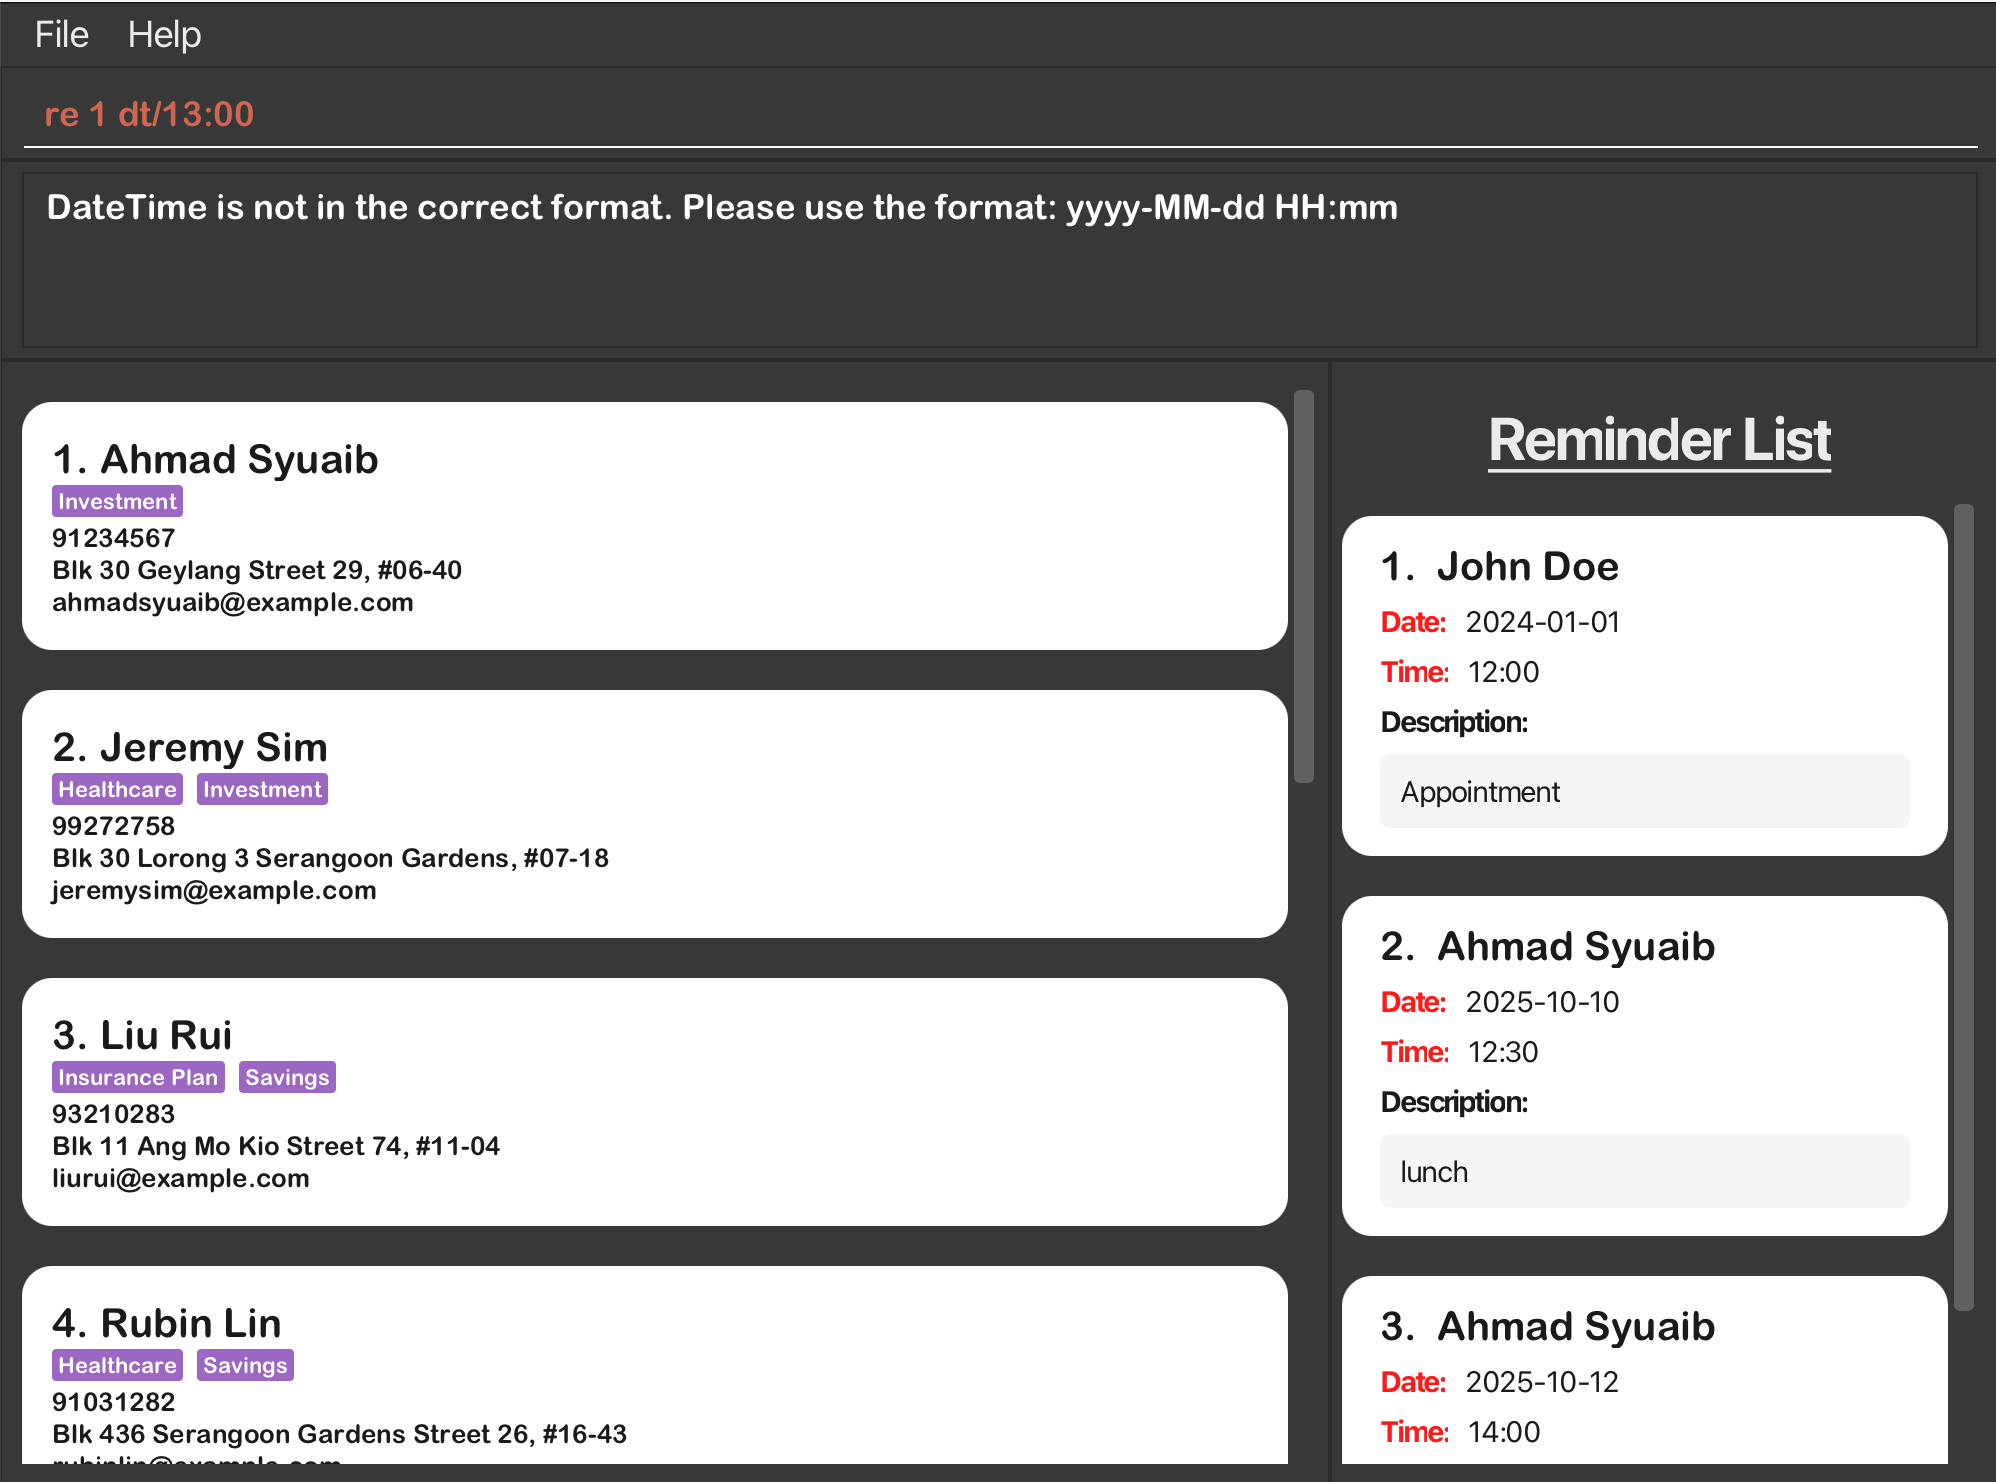 File Help
re 1 dt/13:00
DateTime is not in the correct format. Please use the format: yyyy-MM-dd HH:mm
1. Ahmad Syuaib
Investment
91234567
Blk 30 Geylang Street 29, #06-40
ahmadsyuaib@example.com
2. Jeremy Sim
Healthcare Investment
99272758
Blk 30 Lorong 3 Serangoon Gardens, #07-18
jeremysim@example.com
3. Liu Rui
Insurance Plan Savings
93210283
Blk 11 Ang Mo Kio Street 74, #11-04
liurui@example.com
4. Rubin Lin
Healthcare Savings
91031282
Blk 436 Serangoon Gardens Street 26, #16-43
rubinlin@example.com
Reminder List
1. John Doe
Date: 2024-01-01
Time: 12:00
Description:
Appointment
2. Ahmad Syuaib
Date: 2025-10-10
Time: 12:30
Description:
lunch
3. Ahmad Syuaib
Date: 2025-10-12
Time: 14:00